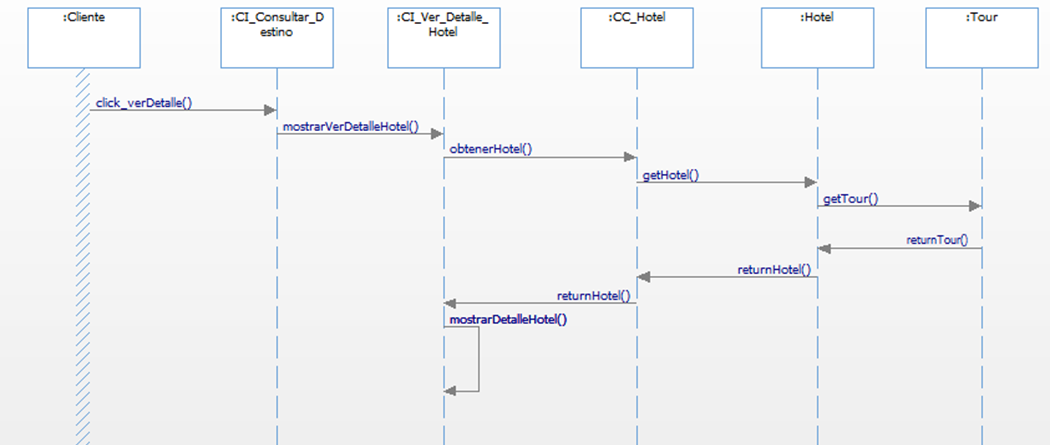 :Cliente
:CI_Consultar_D
estino
:CI_Ver_Detalle_
Hotel
:CC_Hotel
:Hotel
:Tour
click_verDetalle()
mostrarVerDetalleHotel()
obtenerHotel()
getHotel()
getTour()
returnTour()
returnHotel()
returnHotel()
mostrarDetalleHotel()